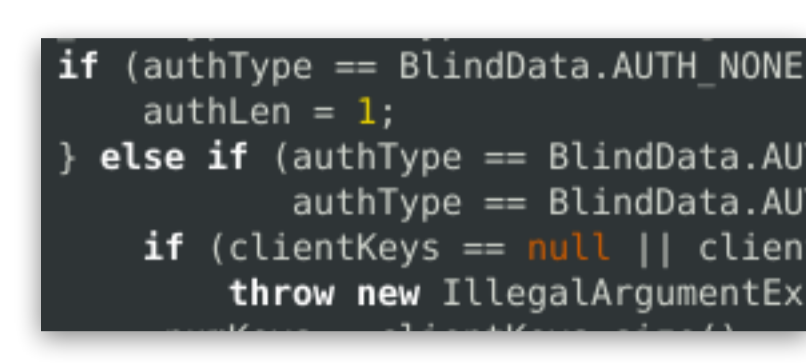 if (authType == BlindData.AUTH_NONE
    authLen = 1;
} else if (authType == BlindData.AU
           authType == BlindData.AU
    if (clientKeys == null || clien
        throw new IllegalArgumentEx